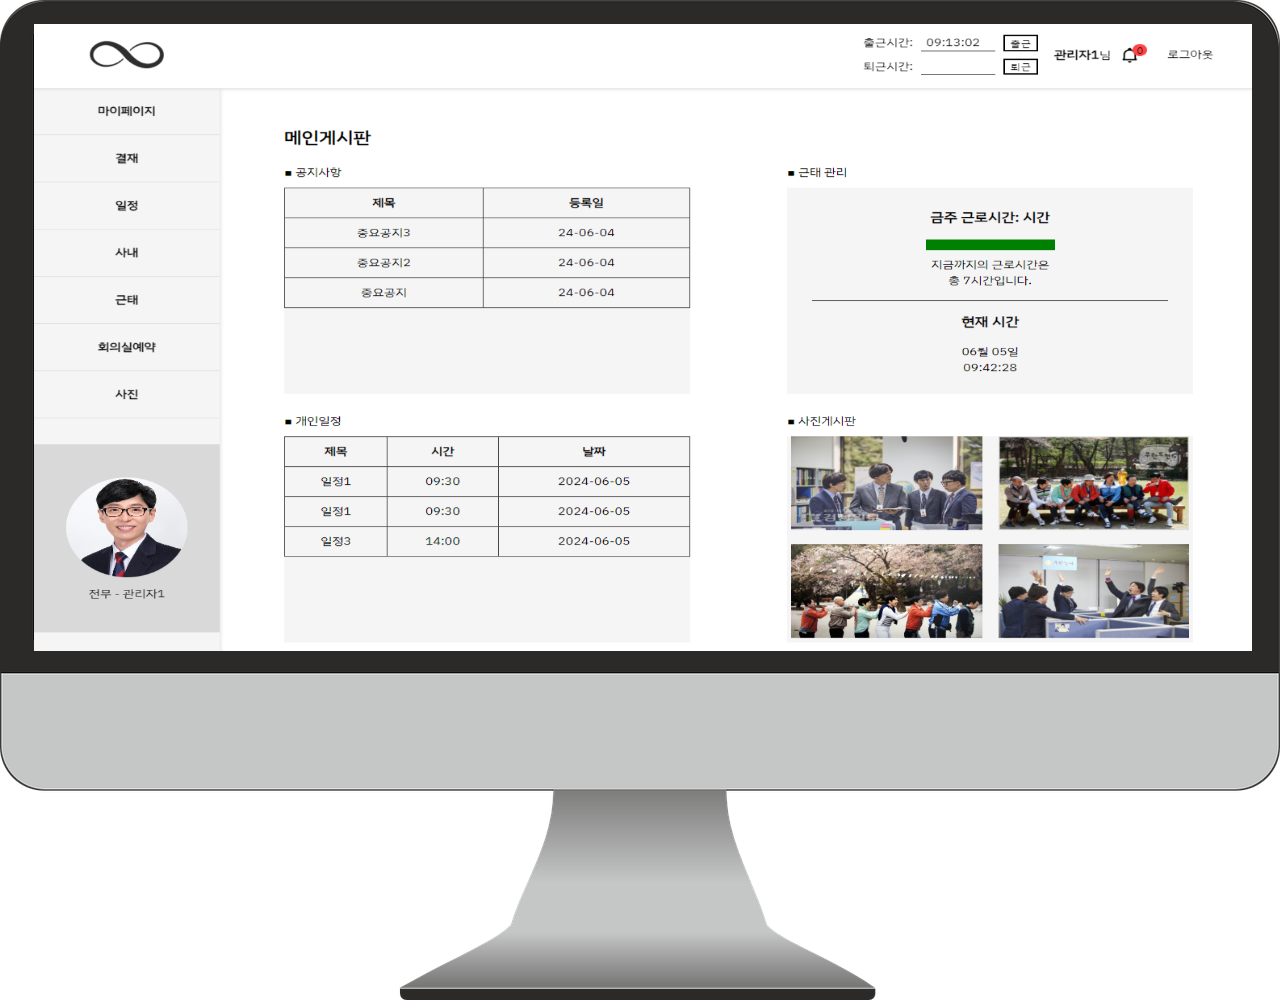 출근시간: 09:13:02 출근
퇴근시간: 퇴근
관리자1님
0
로그아웃
마이페이지
결재
일정
사내
근태
회의실예약
사진
전무 - 관리자1
메인게시판
■ 공지사항
제목 등록일
중요공지3 24-06-04
중요공지2 24-06-04
중요공지 24-06-04
■ 근태 관리
금주 근로시간: 시간
지금까지의 근로시간은
총 7시간입니다.
현재 시간
06월 05일
09:42:28
■ 개인일정
제목 시간 날짜
일정1 09:30 2024-06-05
일정1 09:30 2024-06-05
일정3 14:00 2024-06-05
■ 사진게시판